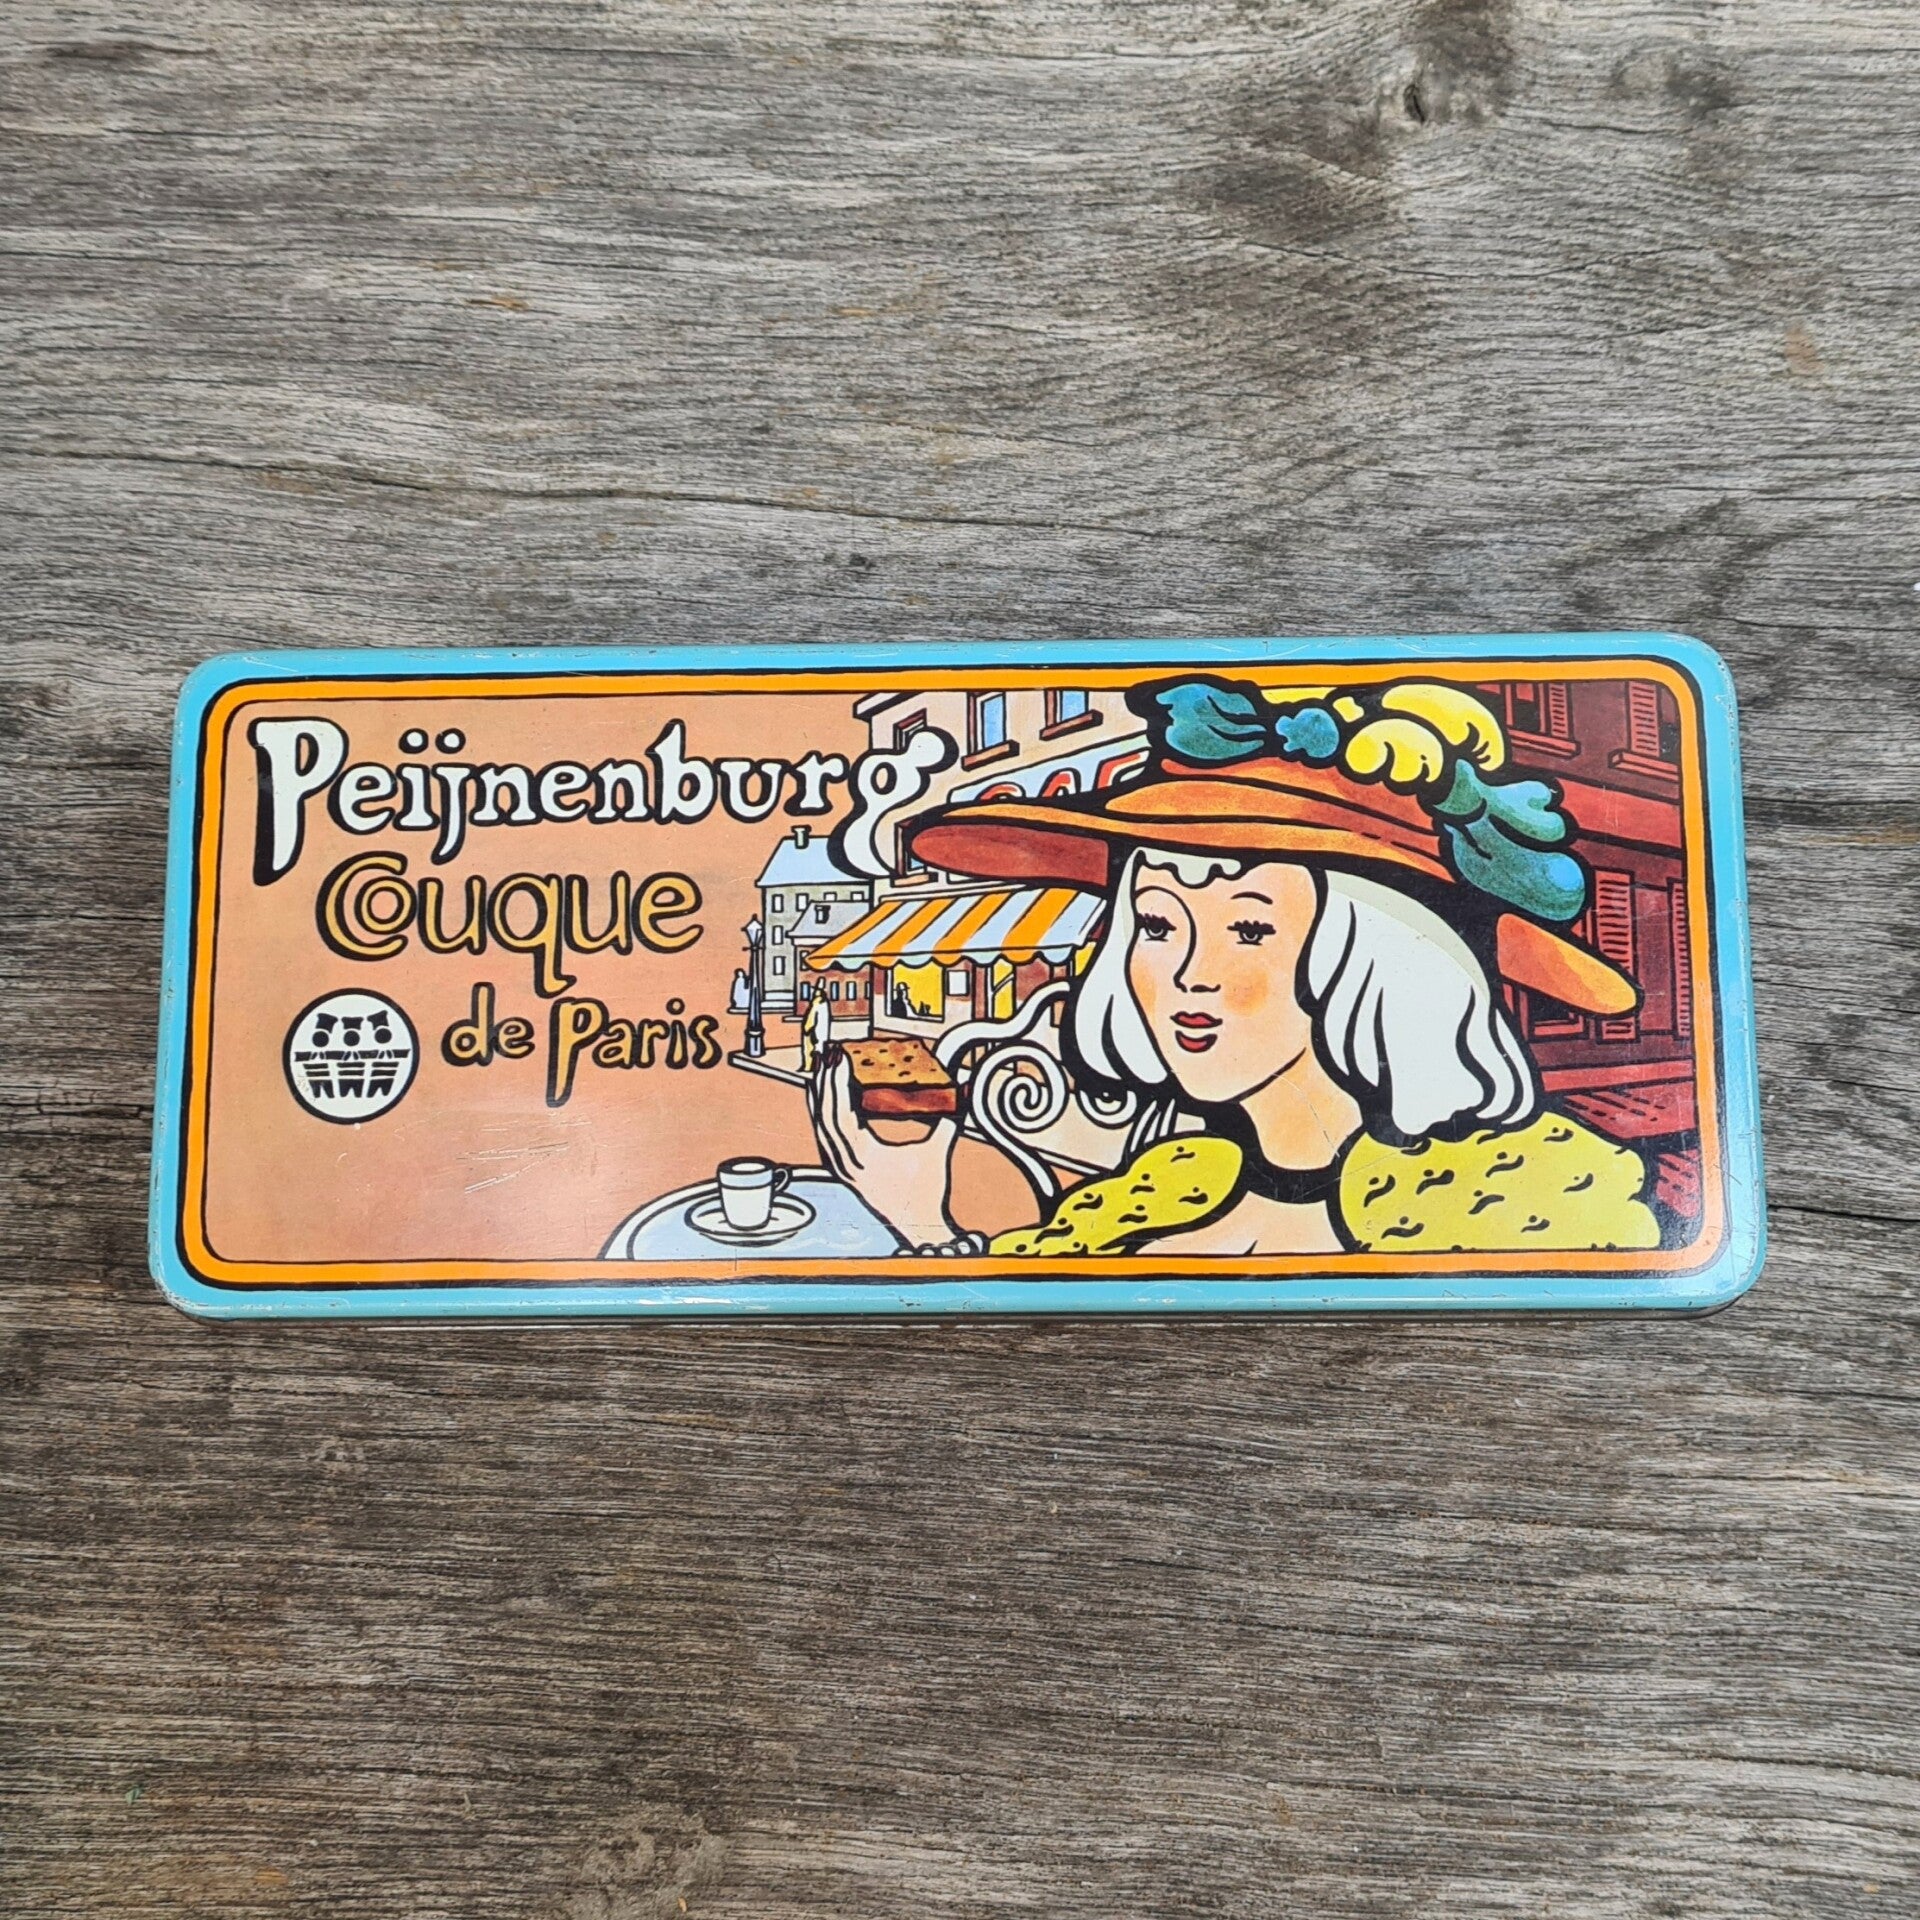 Peijnenburg
Couque
de Paris